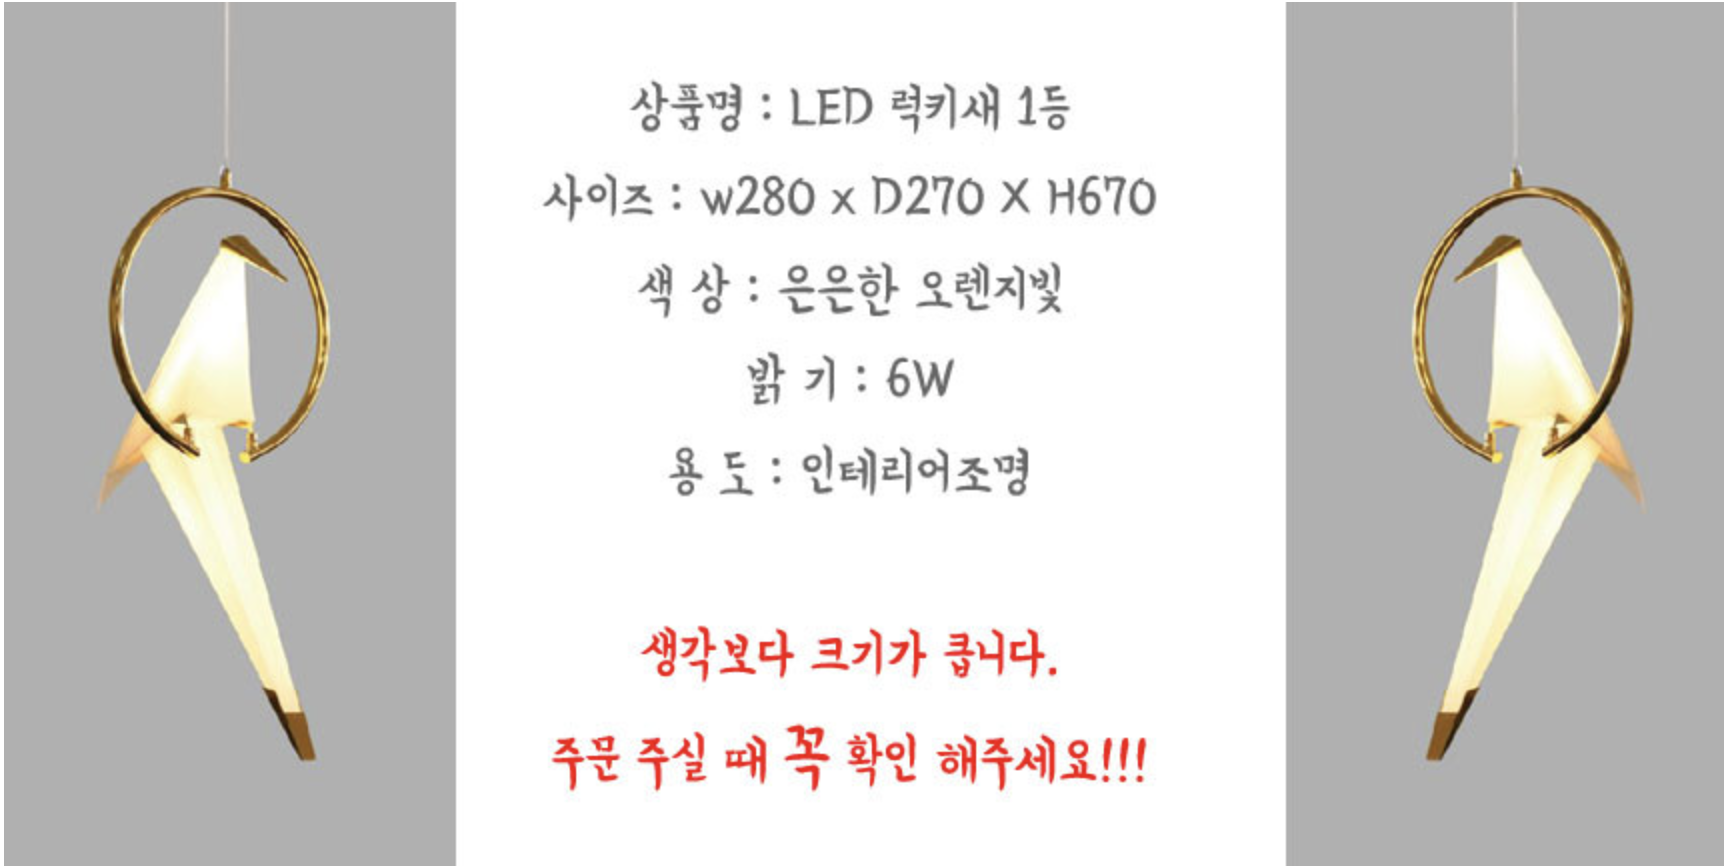 상품명 : LED 럭키새 1등
사이즈 : w280 x D270 X H670
색 상 : 은은한 오렌지빛
밝 기 : 6W
용 도 : 인테리어조명
생각보다 크기가 큽니다.
주문 주실 때 꼭 확인 해주세요!!!